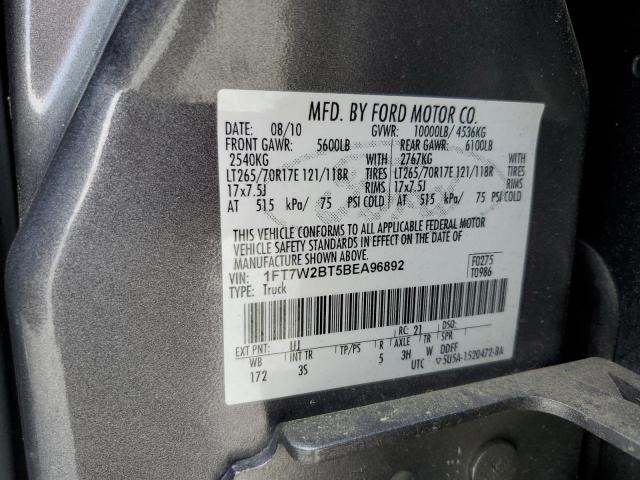 MFD. BY FORD MOTOR CO.
DATE: 08/10 GVWR: 10000LB/ 4536KG
FRONT GAWR: 5600LB REAR GAWR: 6100LB
2540KG WITH 2767KG WITH
LT265/70R17E 121/118R TIRES LT265/70R17E 121/118R TIRES
17x7.5J RIMS 17x7.5J RIMS
AT 515 kPa/ 75 PSI COLD AT 515 kPa/ 75 PSI COLD
THIS VEHICLE CONFORMS TO ALL APPLICABLE FEDERAL MOTOR
VEHICLE SAFETY STANDARDS IN EFFECT ON THE DATE OF
MANUFACTURE SHOWN ABOVE.
VIN: 1FT7W2BT5BEA96892 F0275
TYPE: Truck T0986
RC: 21 DSO:
EXT PNT: UJ
WB INT TR TP/PS R AXLE TR SPR
172 3S 5 3H W DDFF
UTC 5U5A-1520472-BA
Ford